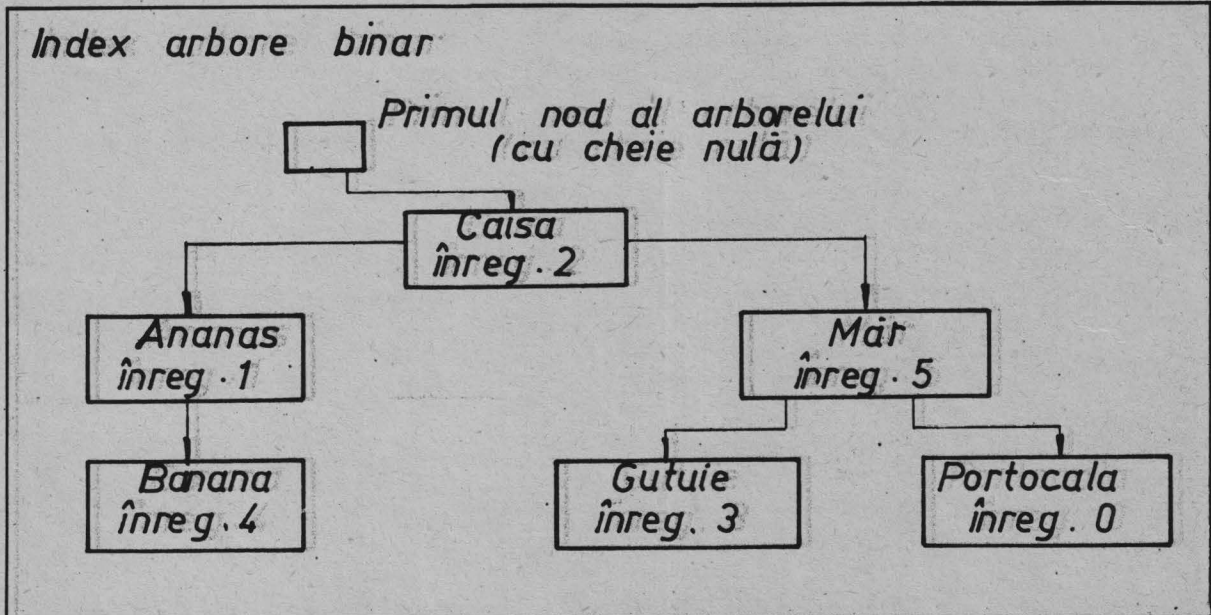 Index arbore binar
Primul nod al arborelui
(cu cheie nulă)
Caisa
înreg. 2
Ananas
înreg. 1
Măr
înreg. 5
Banana
înreg. 4
Gutuie
înreg. 3
Portocala
înreg. 0